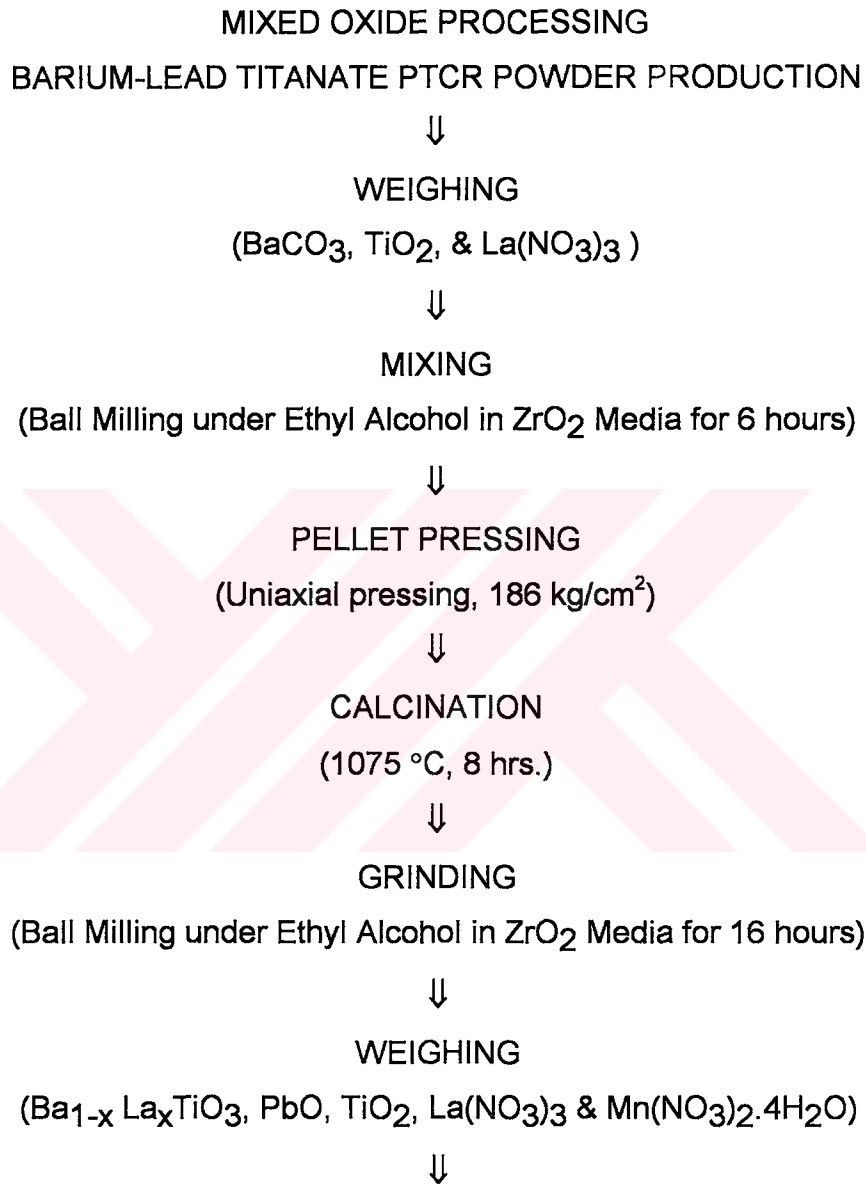 MIXED OXIDE PROCESSING
BARIUM-LEAD TITANATE PTCR POWDER PRODUCTION
⇓
WEIGHING
(BaCO3, TiO2, & La(NO3)3 )
⇓
MIXING
(Ball Milling under Ethyl Alcohol in ZrO2 Media for 6 hours)
⇓
PELLET PRESSING
(Uniaxial pressing, 186 kg/cm²)
⇓
CALCINATION
(1075 °C, 8 hrs.)
⇓
GRINDING
(Ball Milling under Ethyl Alcohol in ZrO2 Media for 16 hours)
⇓
WEIGHING
(Ba1-x LaxTiO3, PbO, TiO2, La(NO3)3 & Mn(NO3)2.4H2O)
⇓